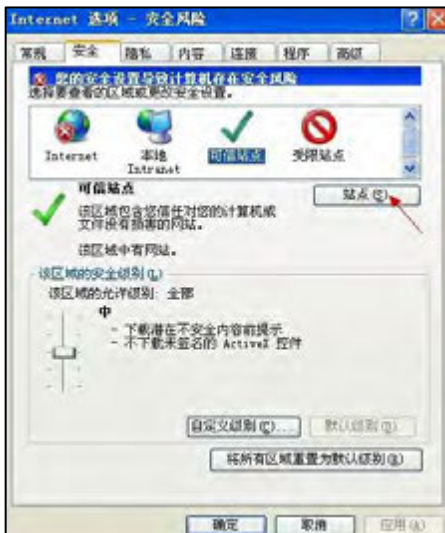 Internet 选项 - 安全风险
常规 安全 隐私 内容 连接 程序 高级
您的安全设置导致计算机存在安全风险
选择要查看的区域或更改安全设置。
Internet 本地 Intranet 可信站点 受限站点
可信站点
站点(S)
该区域包含您信任对您的计算机或
文件没有损害的网站。
该区域中有网站。
该区域的安全级别(L)
该区域的允许级别: 全部
中
- 下载潜在不安全内容前提示
- 不下载未签名的 ActiveX 控件
自定义级别(C)... 默认级别(D)
将所有区域重置为默认级别(R)
确定 取消 应用(A)